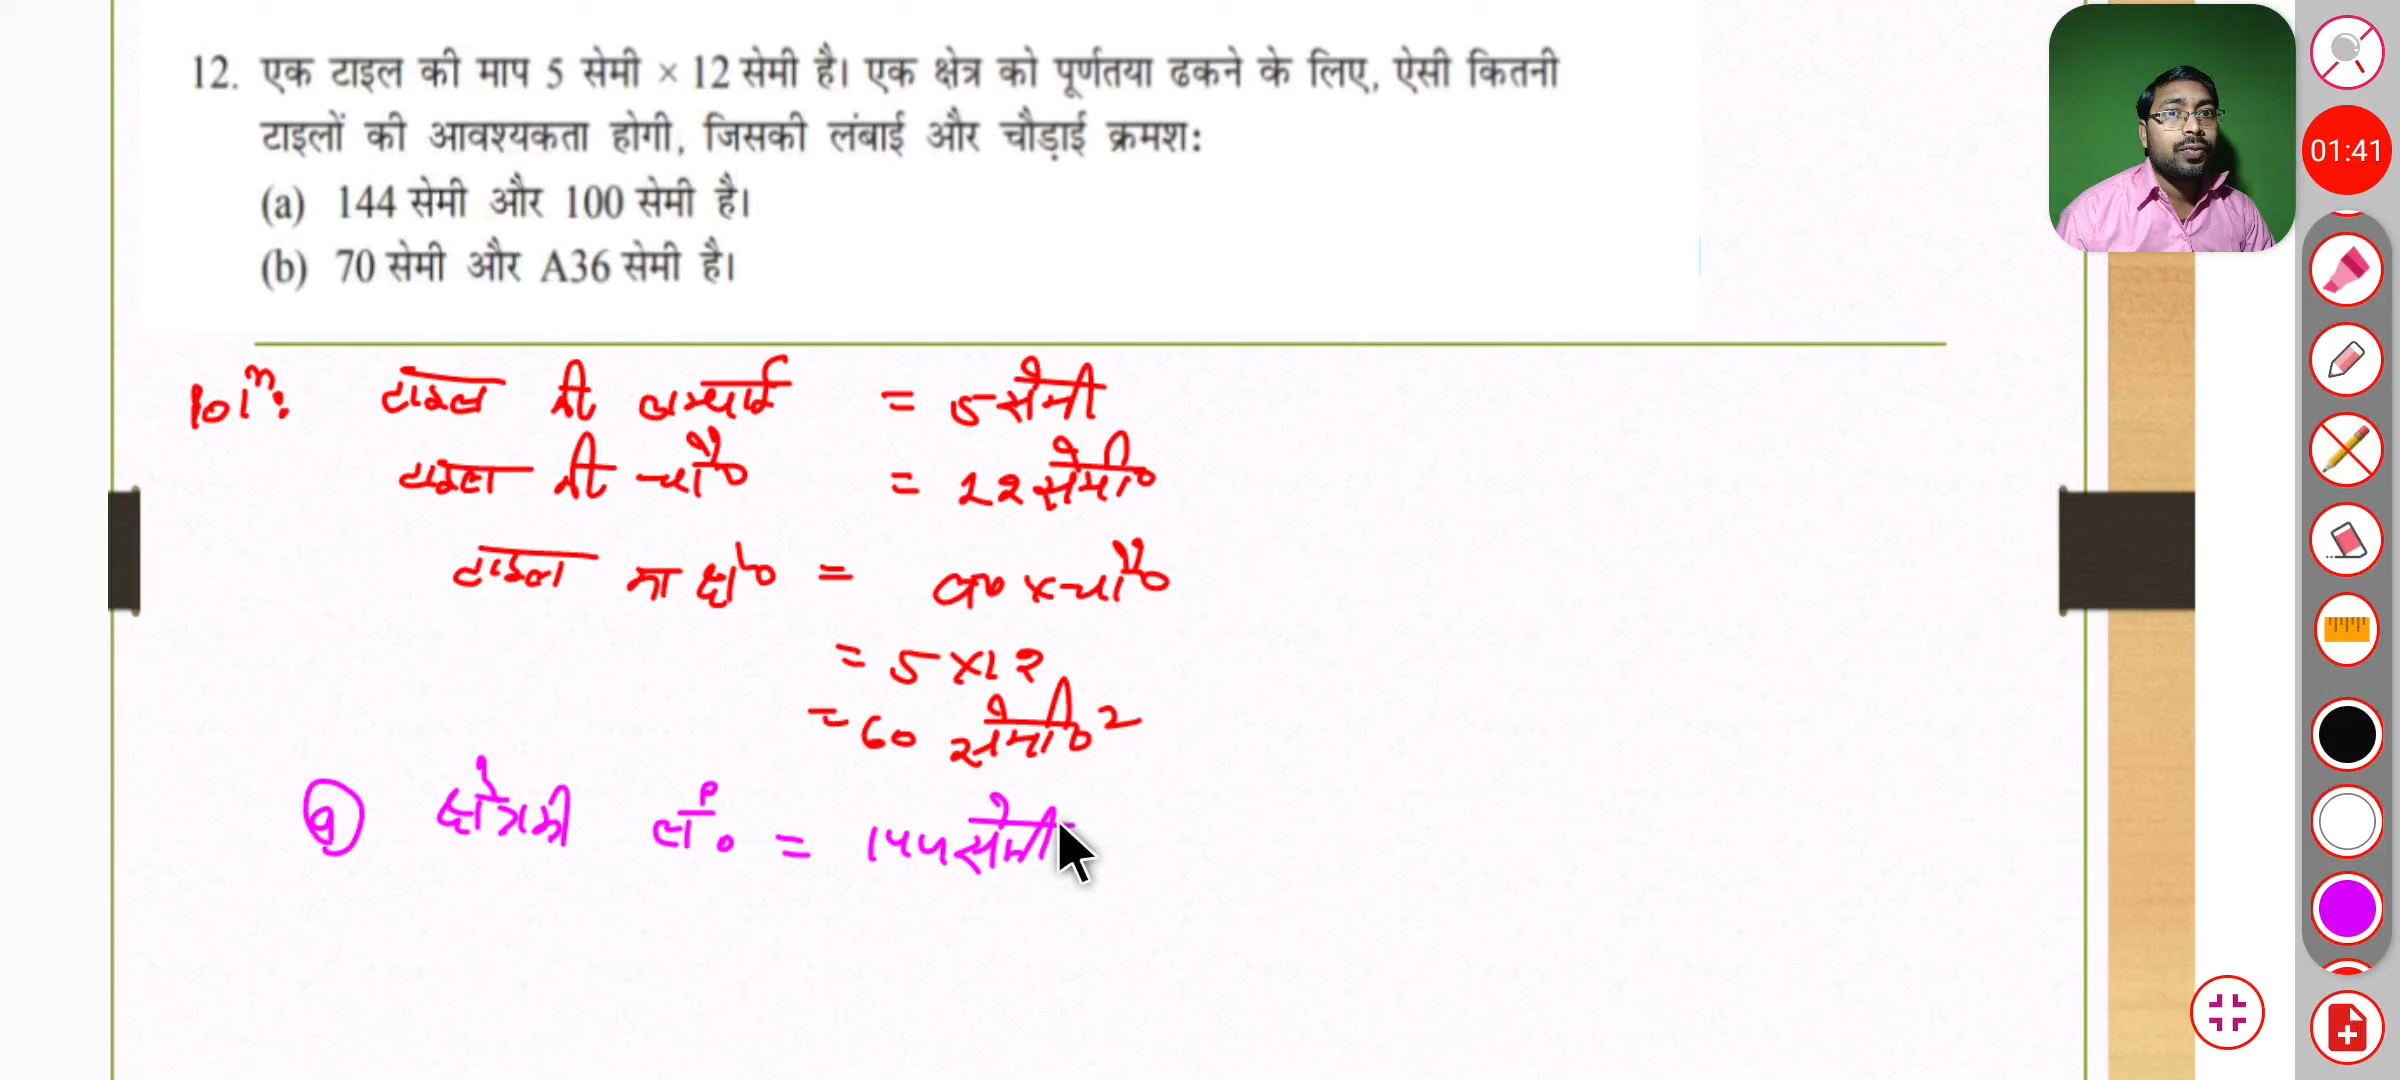 12. एक टाइल की माप 5 सेमी × 12 सेमी है। एक क्षेत्र को पूर्णतया ढकने के लिए, ऐसी कितनी
टाइलों की आवश्यकता होगी, जिसकी लंबाई और चौड़ाई क्रमश:
(a) 144 सेमी और 100 सेमी है।
(b) 70 सेमी और A36 सेमी है।
01:41
टाइल की लम्बाई = 5 सेमी
टाइल की चौ० = 12 सेमी०
टाइल का क्षे० = ल० × चौ०
= 5 × 12
= 60 सेमी०2
a क्षेत्र की लं० = 144 सेमी